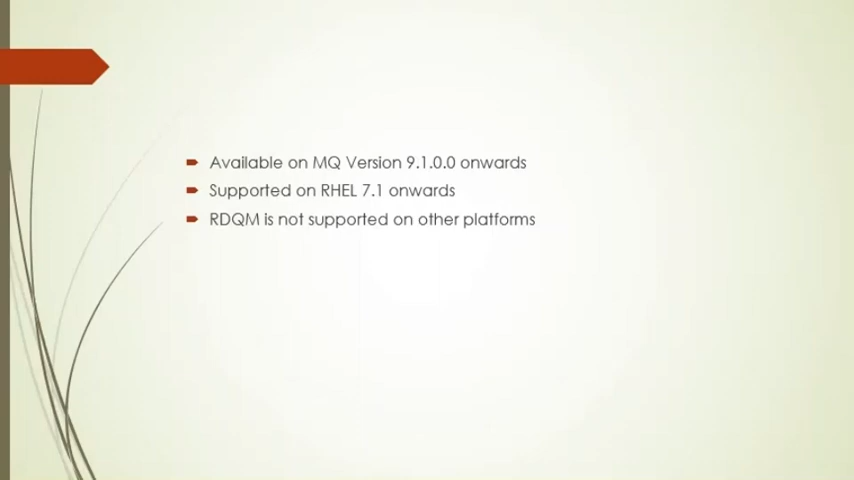 Available on MQ Version 9.1.0.0 onwards
Supported on RHEL 7.1 onwards
RDQM is not supported on other platforms